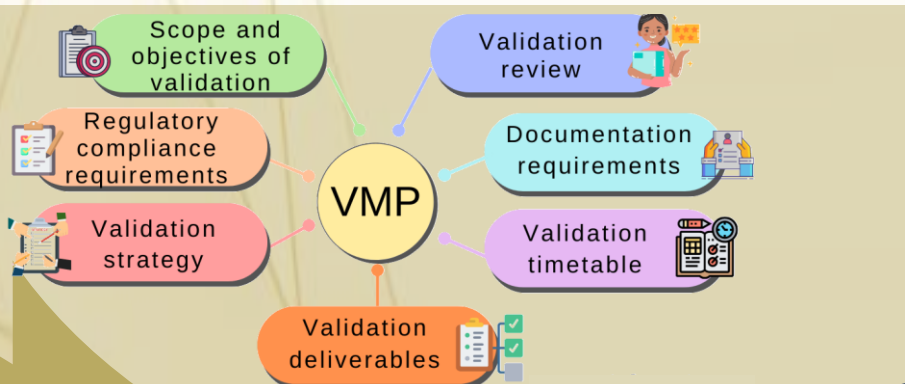 Scope and
objectives of
validation
Validation
review
Regulatory
compliance
requirements
Documentation
requirements
VMP
Validation
strategy
Validation
timetable
Validation
deliverables